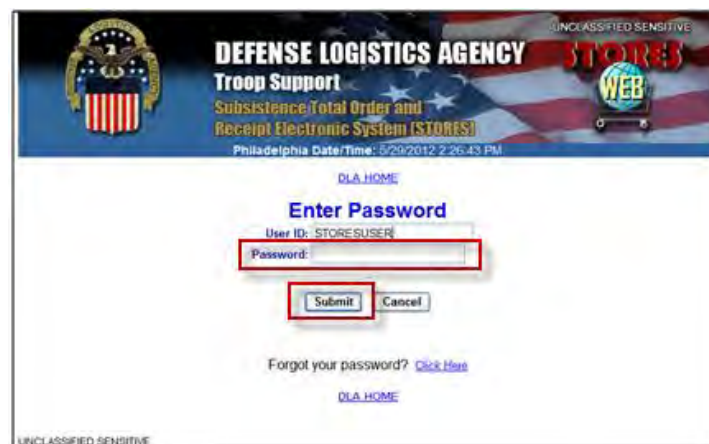 UNCLASSIFIED SENSITIVE
DEFENSE LOGISTICS AGENCY
Troop Support
Subsistence Total Order and
Receipt Electronic System (STORES)
STORES
WEB
Philadelphia Date/Time: 5/29/2012 2:26:43 PM
DLA HOME
Enter Password
User ID: STORESUSER
Password:
Submit Cancel
Forgot your password? Click Here
DLA HOME
UNCLASSIFIED SENSITIVE